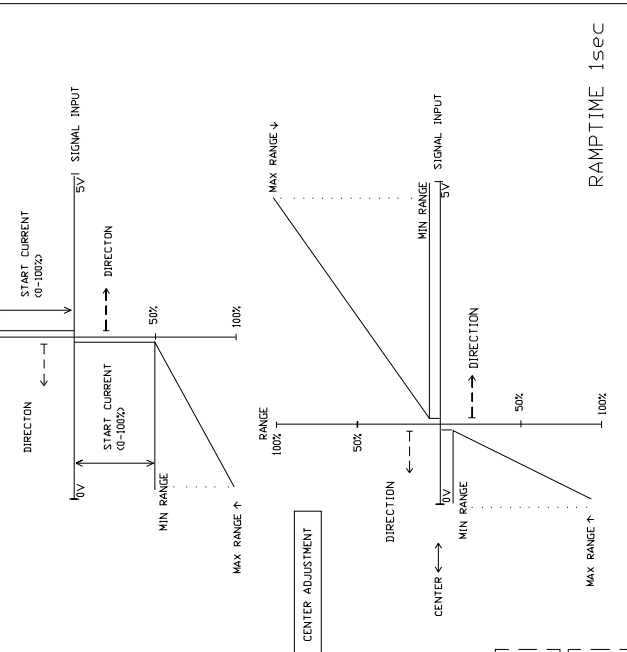 SIGNAL INPUT
5V
START CURRENT
<0-100%>
DIRECTON
50%
100%
DIRECTON
START CURRENT
<0-100%>
0V
MIN RANGE
MAX RANGE ↑
RAMPTIME 1sec
CENTER ADJUSTMENT
RANGE
100%
50%
MAX RANGE ↓
SIGNAL INPUT
MIN RANGE
5V
DIRECTION
DIRECTION
50%
100%
0V
MIN RANGE
CENTER ↔
MAX RANGE ↑